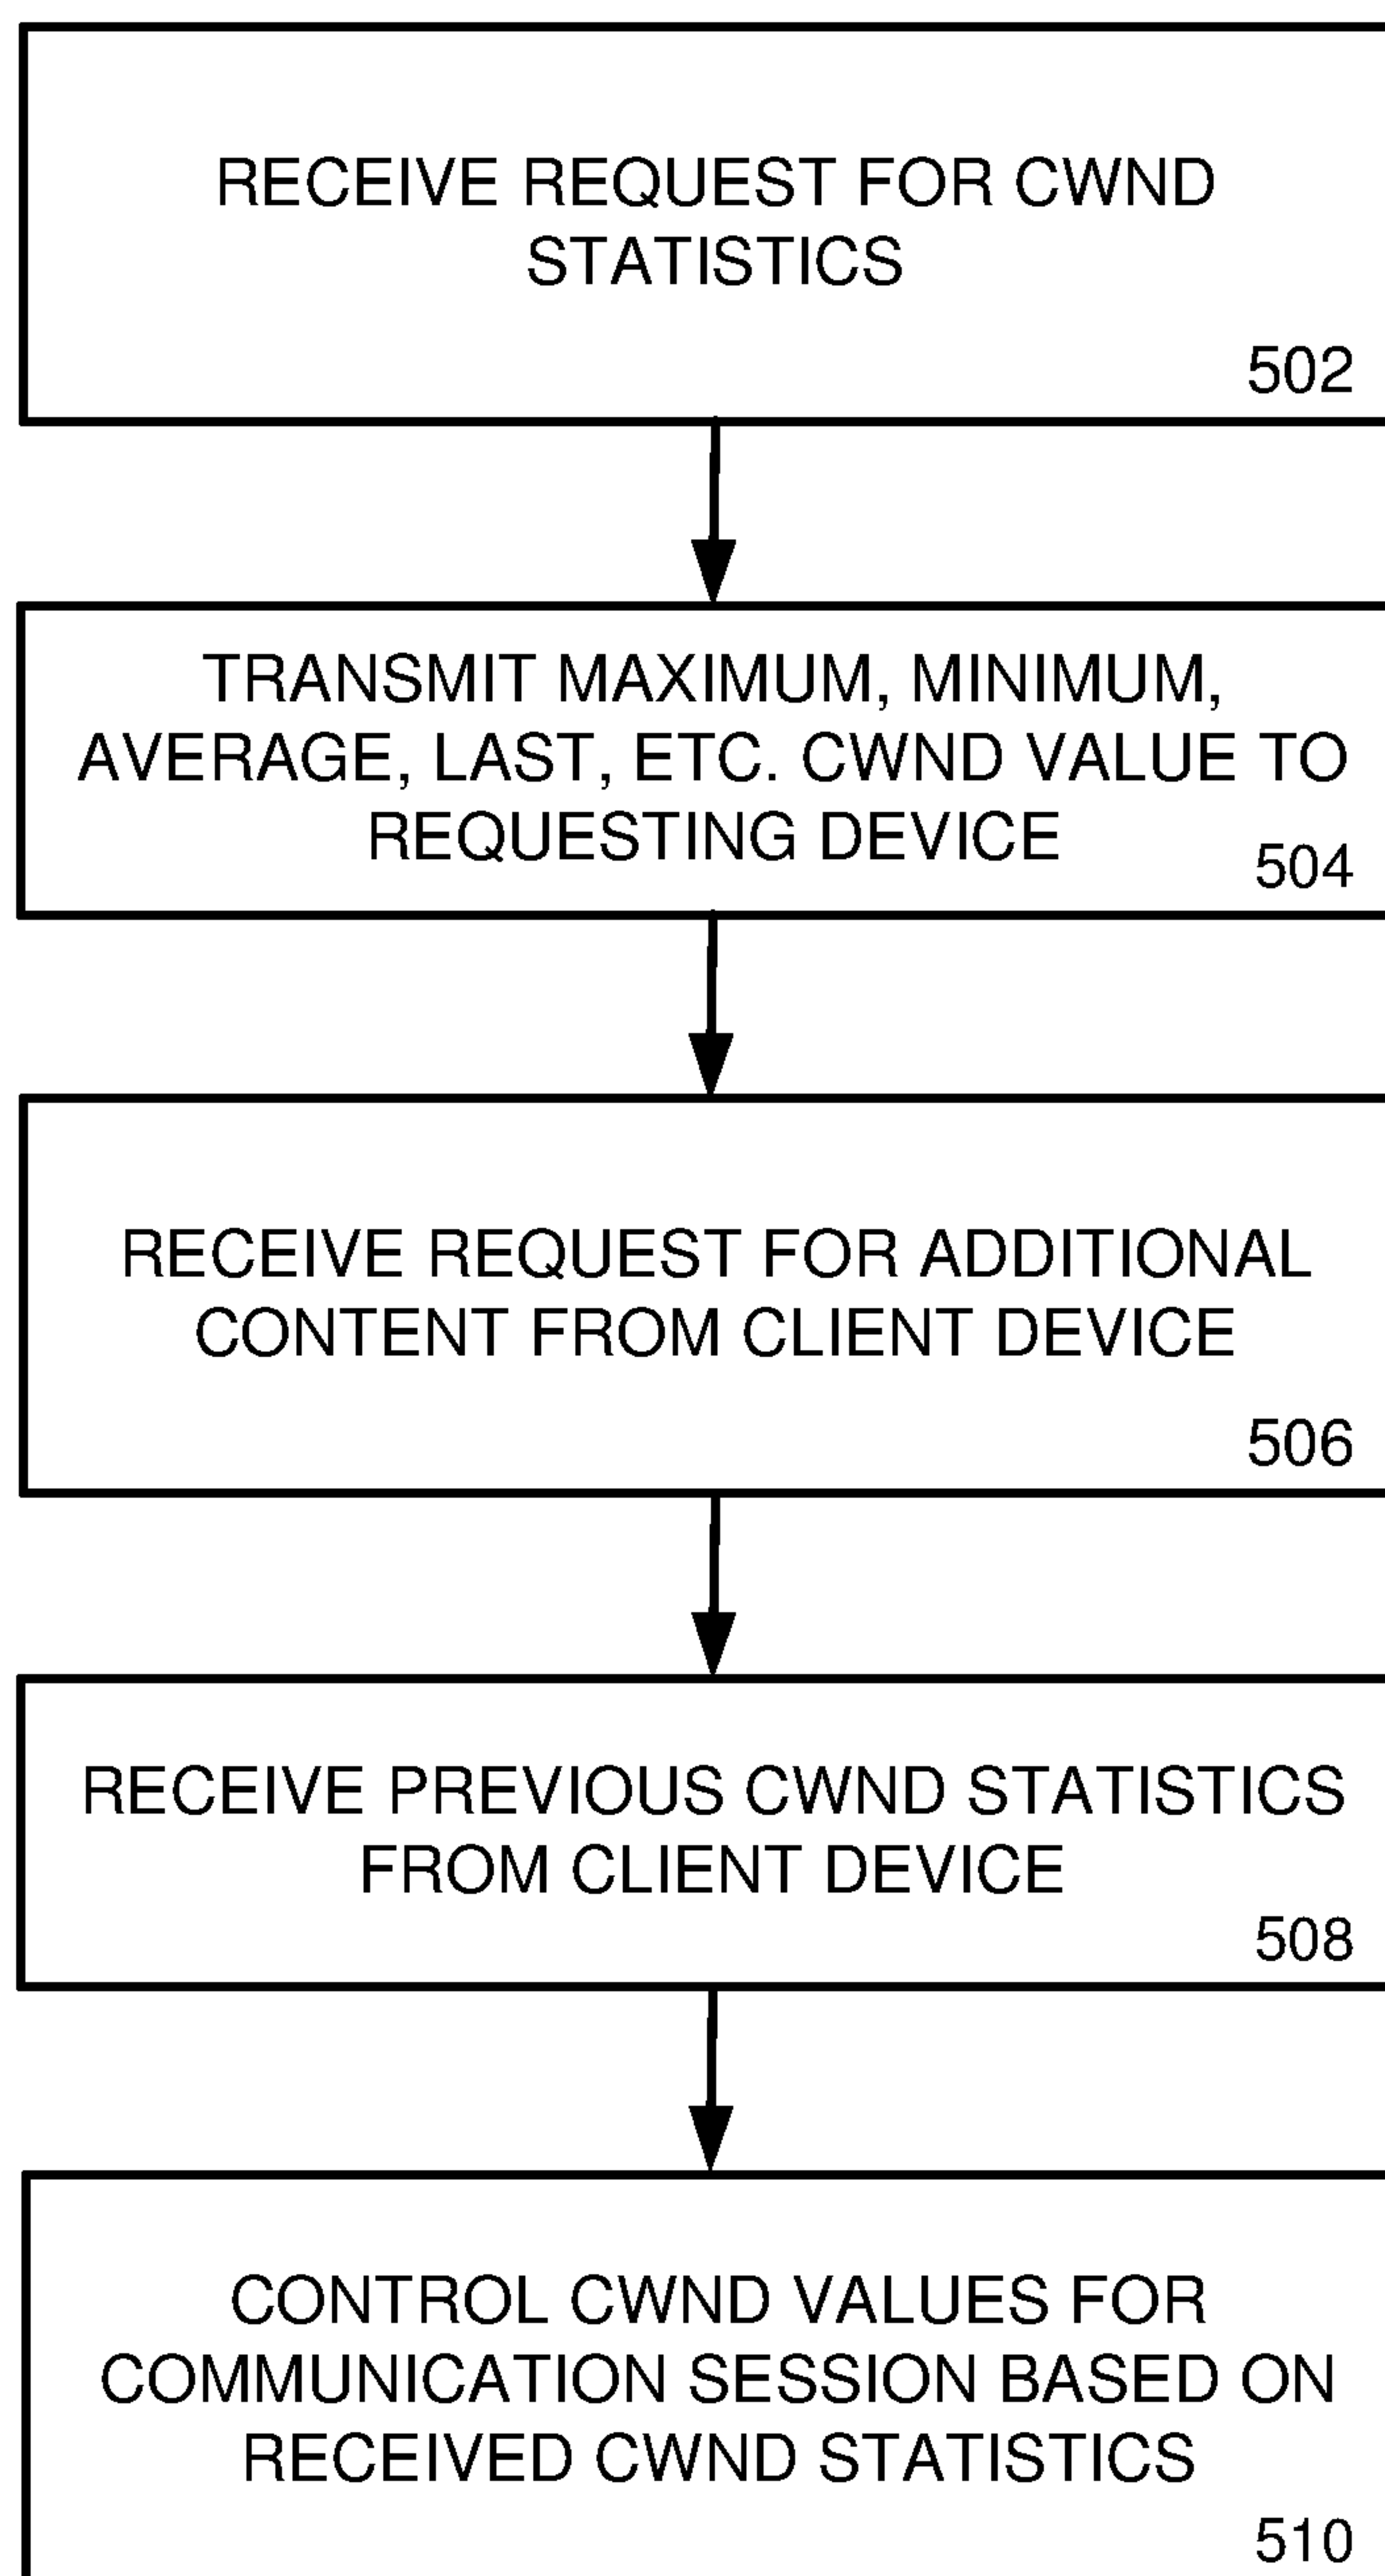 RECEIVE REQUEST FOR CWND
STATISTICS
502
TRANSMIT MAXIMUM, MINIMUM,
AVERAGE, LAST, ETC. CWND VALUE TO
REQUESTING DEVICE
504
RECEIVE REQUEST FOR ADDITIONAL
CONTENT FROM CLIENT DEVICE
506
RECEIVE PREVIOUS CWND STATISTICS
FROM CLIENT DEVICE
508
CONTROL CWND VALUES FOR
COMMUNICATION SESSION BASED ON
RECEIVED CWND STATISTICS
510